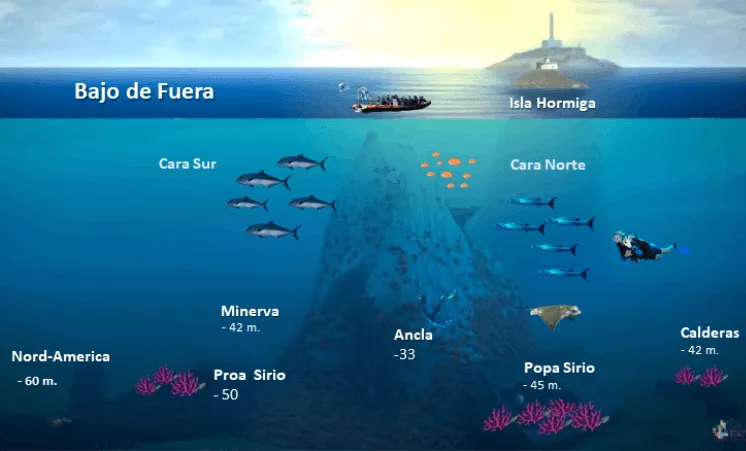 Bajo de Fuera
Isla Hormiga
Cara Sur
Cara Norte
Minerva
- 42 m.
Ancla
-33
Calderas
- 42 m.
Nord-America
- 60 m.
Proa Sirio
- 50
Popa Sirio
- 45 m.